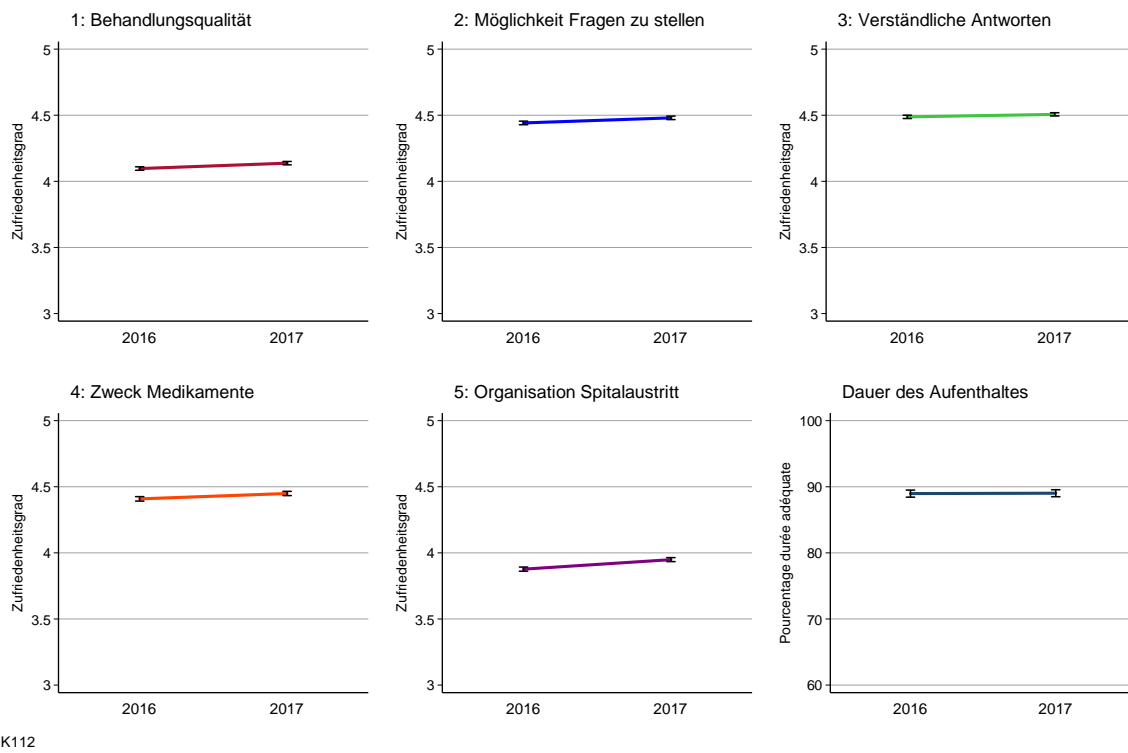 1: Behandlungsqualität
5
4.5
4
3.5
3
Zufriedenheitsgrad
2016 2017
2: Möglichkeit Fragen zu stellen
5
4.5
4
3.5
3
Zufriedenheitsgrad
2016 2017
3: Verständliche Antworten
5
4.5
4
3.5
3
Zufriedenheitsgrad
2016 2017
4: Zweck Medikamente
5
4.5
4
3.5
3
Zufriedenheitsgrad
2016 2017
5: Organisation Spitalaustritt
5
4.5
4
3.5
3
Zufriedenheitsgrad
2016 2017
Dauer des Aufenthaltes
100
90
80
70
60
Pourcentage durée adéquate
2016 2017
K112